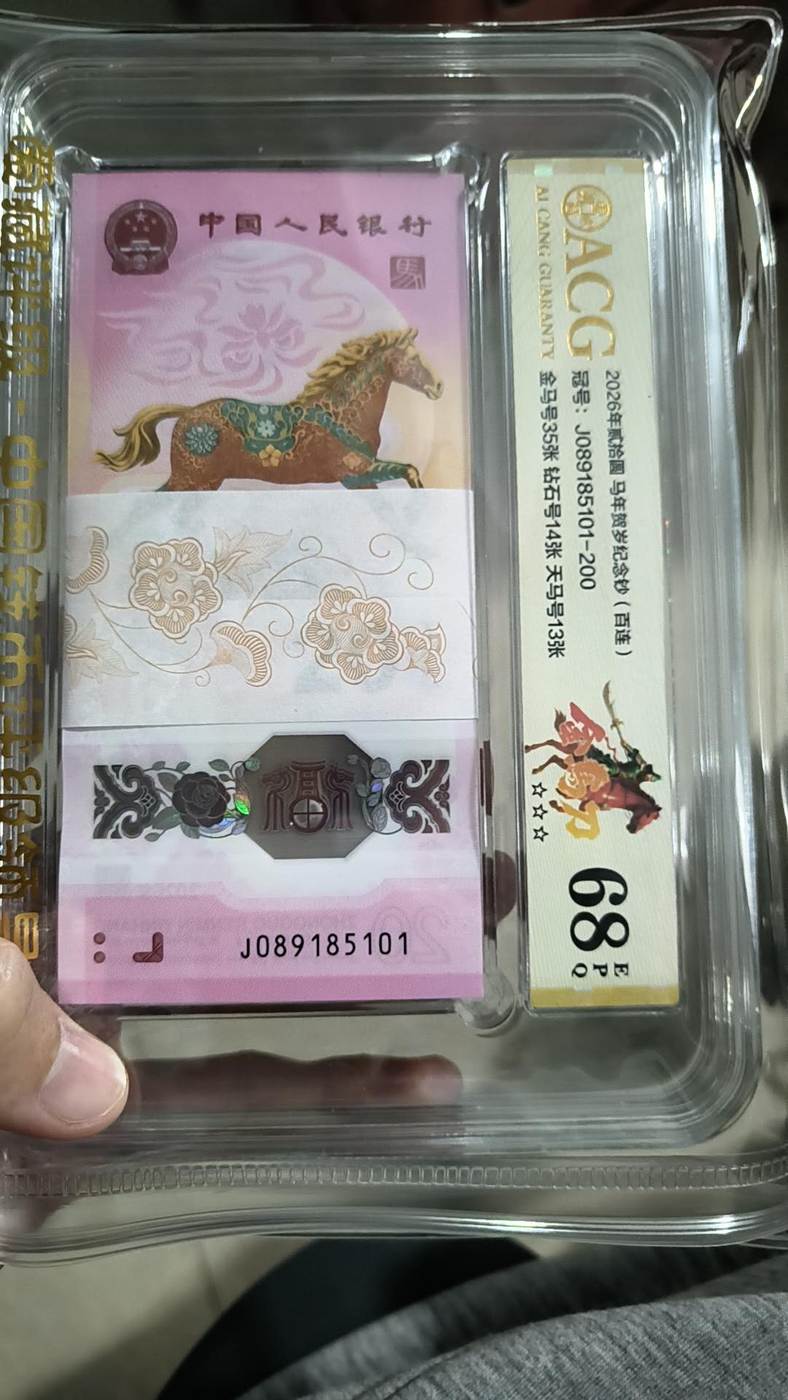 中国人民银行
馬
J089185101
20
ACG
AI CANG GUARANTY
2026年贰拾圆 马年贺岁纪念钞（百连）
冠号：J089185101-200
金马号35张 钻石号14张 天马号13张
68
EPQ